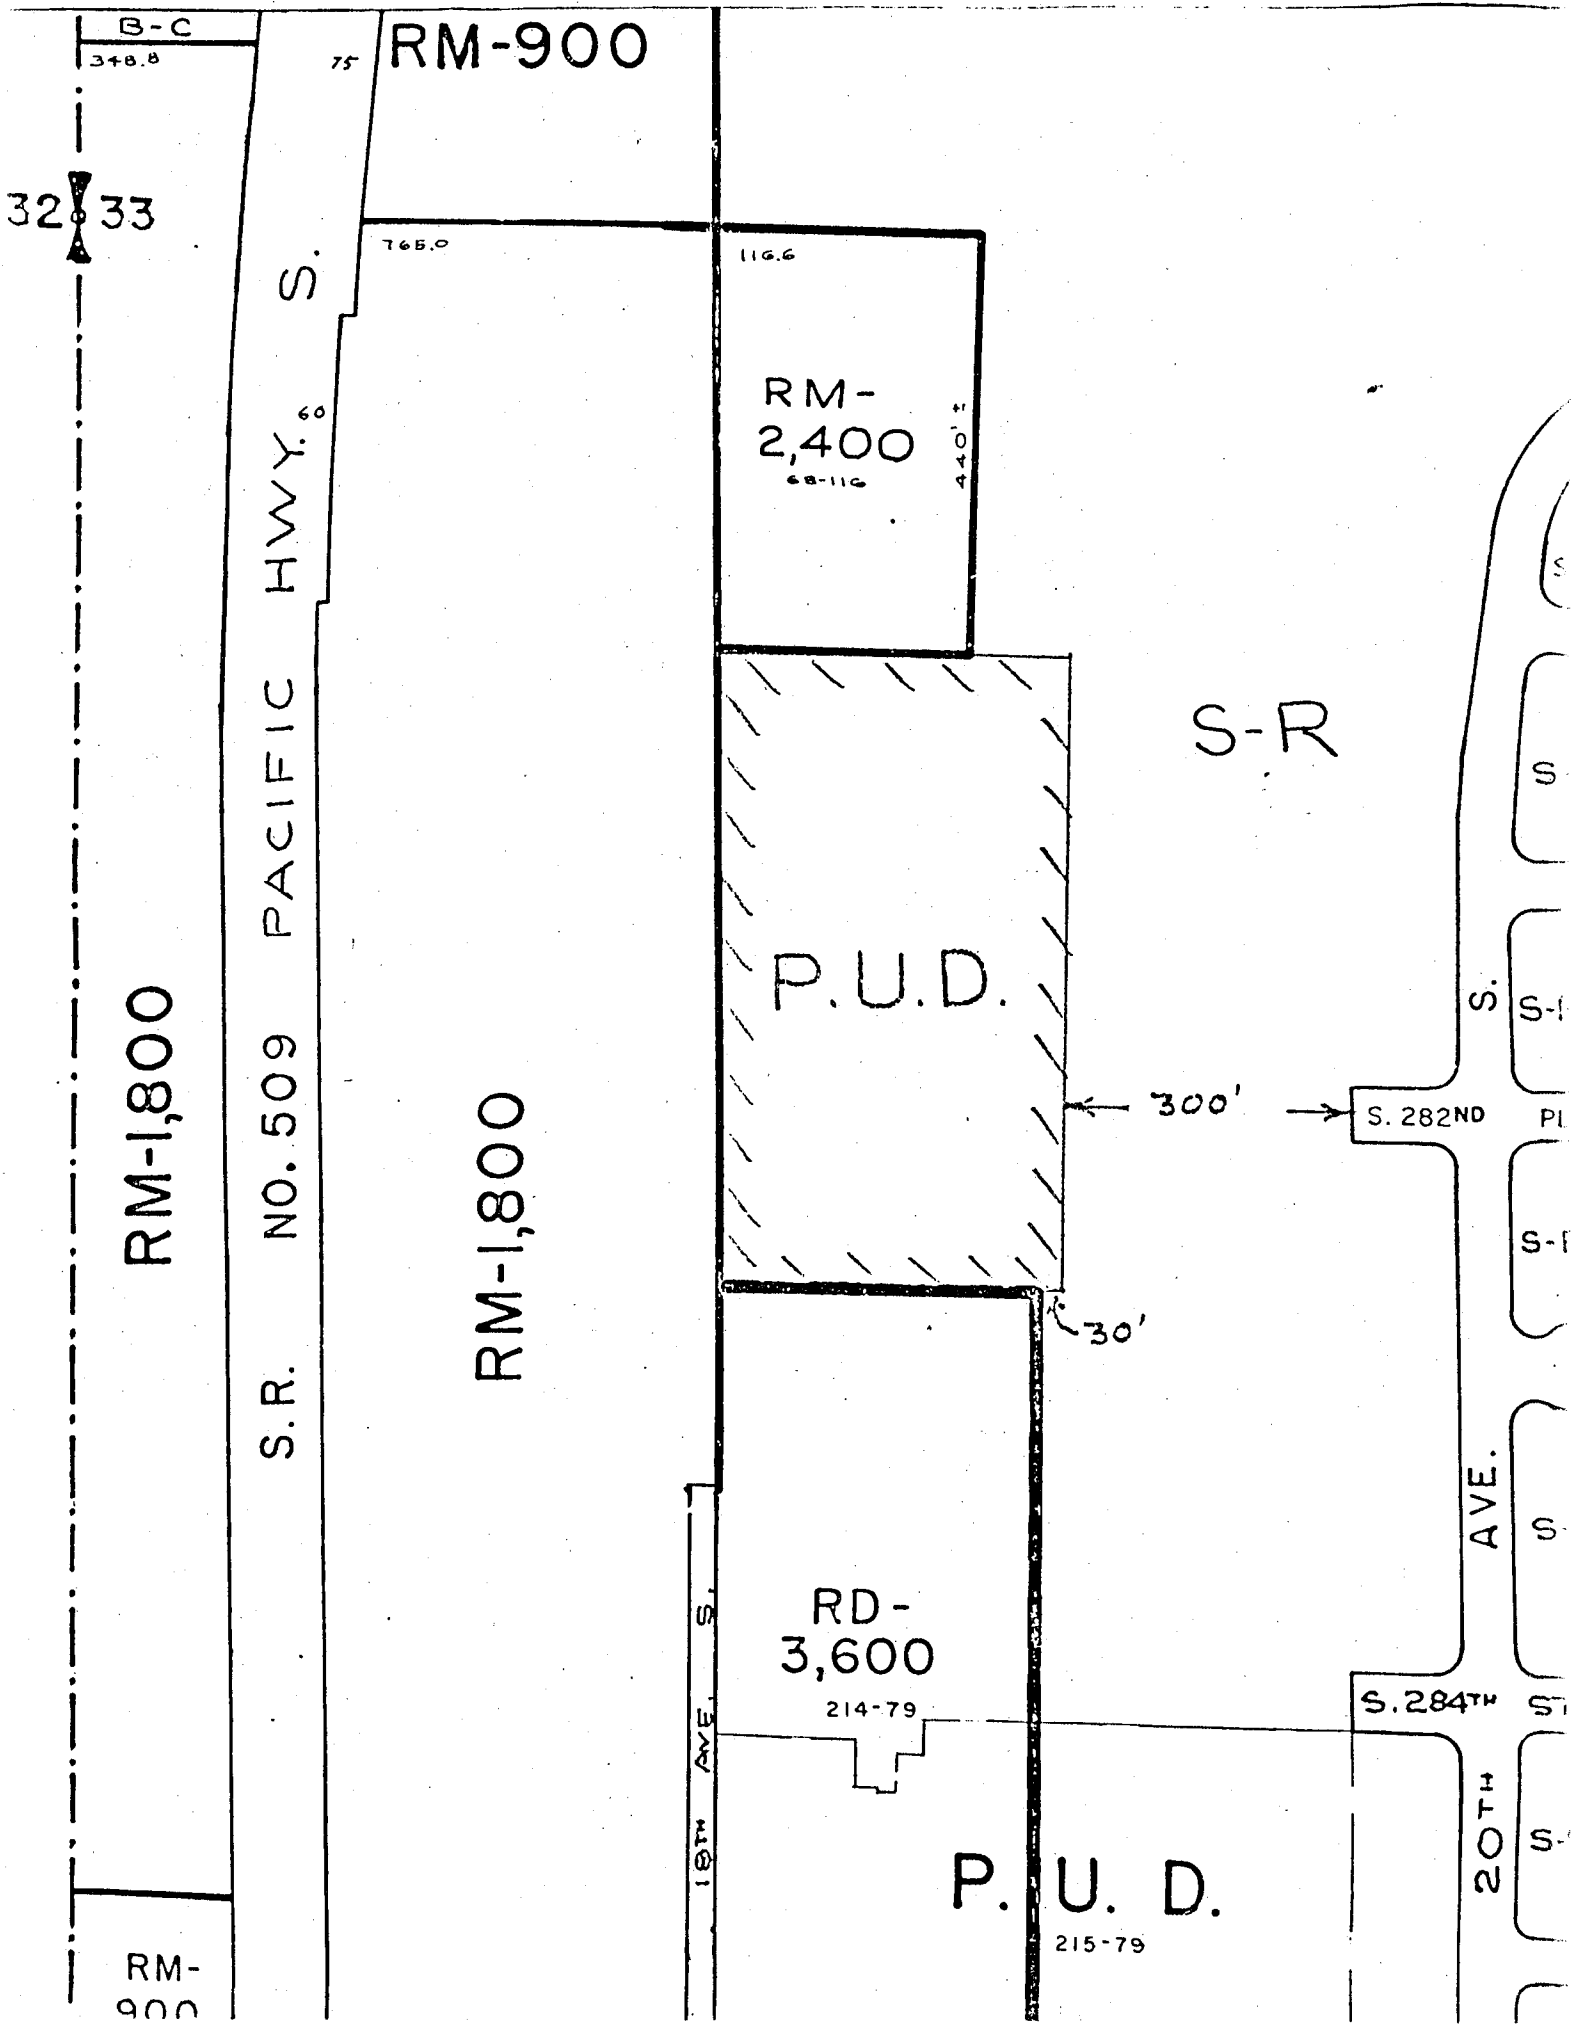 B-C
348.8
75
RM-900
32 33
765.0
116.6
S.R. NO. 509 PACIFIC HWY. S.
60
RM-
2,400
68-116
440' ±
S-R
S
P.U.D.
RM-1,800
RM-1,800
S-
300'
S. 282ND
30'
S-
RD-
3,600
214-79
18TH AVE. S.
S. 284TH
20TH AVE. S.
S-
P. U. D.
215-79
RM-
900